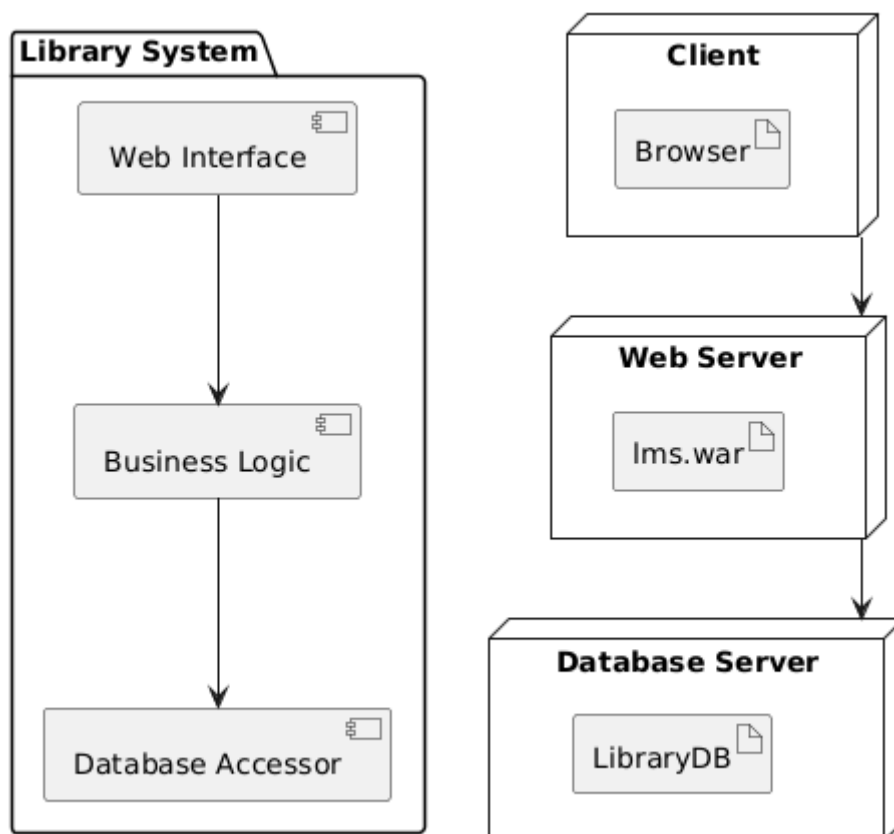 Library System
Web Interface
Business Logic
Database Accessor
Client
Browser
Web Server
lms.war
Database Server
LibraryDB